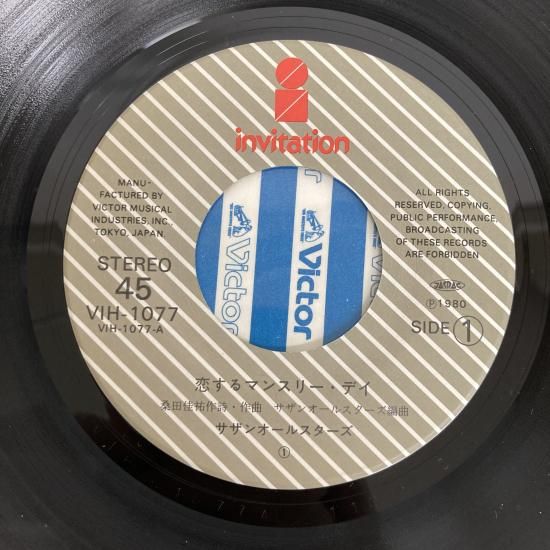 invitation
MANU-
FACTURED BY
VICTOR MUSICAL
INDUSTRIES, INC.,
TOKYO, JAPAN.
ALL RIGHTS
RESERVED, COPYING,
PUBLIC PERFORMANCE,
BROADCASTING
OF THESE RECORDS
ARE FORBIDDEN
STEREO
45
VIH-1077
VIH-1077-A
Victor
Victor
JASRAC
Ⓟ1980
SIDE ①
恋するマンスリー・デイ
桑田佳祐作詩・作曲 サザンオールスターズ編曲
サザンオールスターズ
①